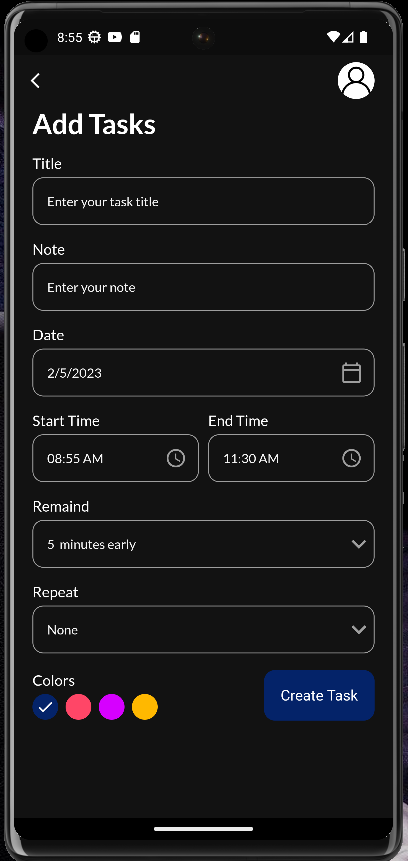 8:55
Add Tasks
Title
Enter your task title
Note
Enter your note
Date
2/5/2023
Start Time End Time
08:55 AM 11:30 AM
Remaind
5 minutes early
Repeat
None
Colors
Create Task